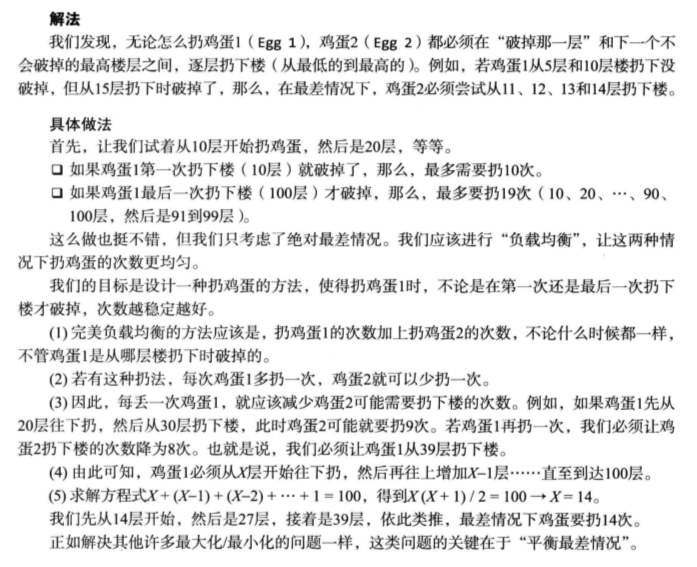 解法
我们发现，无论怎么扔鸡蛋1（Egg 1），鸡蛋2（Egg 2）都必须在“破掉那一层”和下一个不
会破掉的最高楼层之间，逐层扔下楼（从最低的到最高的）。例如，若鸡蛋1从5层和10层楼扔下没
破掉，但从15层扔下时破掉了，那么，在最差情况下，鸡蛋2必须尝试从11、12、13和14层扔下楼。
具体做法
首先，让我们试着从10层开始扔鸡蛋，然后是20层，等等。
❑ 如果鸡蛋1第一次扔下楼（10层）就破掉了，那么，最多需要扔10次。
❑ 如果鸡蛋1最后一次扔下楼（100层）才破掉，那么，最多要扔19次（10、20、…、90、
100层，然后是91到99层）。
这么做也挺不错，但我们只考虑了绝对最差情况。我们应该进行“负载均衡”，让这两种情
况下扔鸡蛋的次数更均匀。
我们的目标是设计一种扔鸡蛋的方法，使得扔鸡蛋1时，不论是在第一次还是最后一次扔下
楼才破掉，次数越稳定越好。
(1) 完美负载均衡的方法应该是，扔鸡蛋1的次数加上扔鸡蛋2的次数，不论什么时候都一样，
不管鸡蛋1是从哪层楼扔下时破掉的。
(2) 若有这种扔法，每次鸡蛋1多扔一次，鸡蛋2就可以少扔一次。
(3) 因此，每丢一次鸡蛋1，就应该减少鸡蛋2可能需要扔下楼的次数。例如，如果鸡蛋1先从
20层往下扔，然后从30层扔下楼，此时鸡蛋2可能就要扔9次。若鸡蛋1再扔一次，我们必须让鸡
蛋2扔下楼的次数降为8次。也就是说，我们必须让鸡蛋1从39层扔下楼。
(4) 由此可知，鸡蛋1必须从X层开始往下扔，然后再往上增加X–1层……直至到达100层。
(5) 求解方程式X + (X–1) + (X–2) + … + 1 = 100，得到X (X + 1) / 2 = 100 → X = 14。
我们先从14层开始，然后是27层，接着是39层，依此类推，最差情况下鸡蛋要扔14次。
正如解决其他许多最大化/最小化的问题一样，这类问题的关键在于“平衡最差情况”。